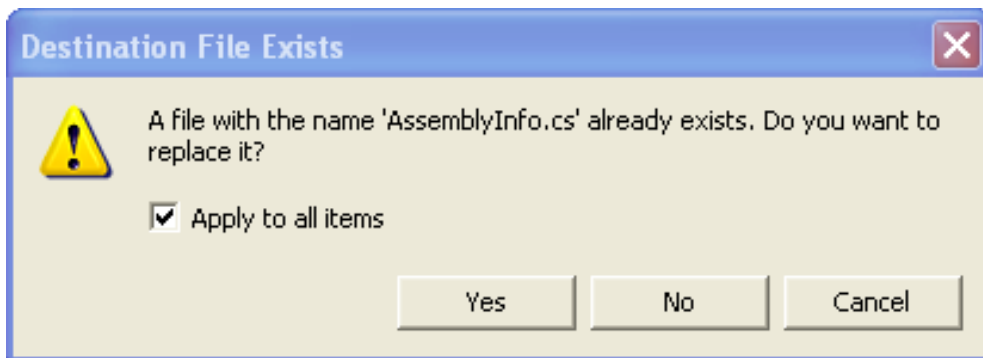 Destination File Exists
A file with the name 'AssemblyInfo.cs' already exists. Do you want to
replace it?
Apply to all items
Yes No Cancel